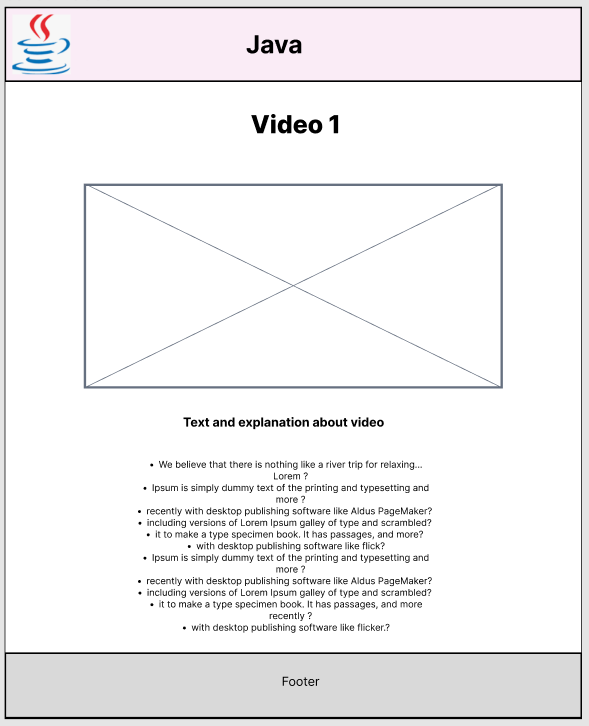 Java
Video 1
Text and explanation about video
• We believe that there is nothing like a river trip for relaxing...
Lorem ?
• Ipsum is simply dummy text of the printing and typesetting and
more ?
• recently with desktop publishing software like Aldus PageMaker?
• including versions of Lorem Ipsum galley of type and scrambled?
• it to make a type specimen book. It has passages, and more?
• with desktop publishing software like flick?
• Ipsum is simply dummy text of the printing and typesetting and
more ?
• recently with desktop publishing software like Aldus PageMaker?
• including versions of Lorem Ipsum galley of type and scrambled?
• it to make a type specimen book. It has passages, and more
recently ?
• with desktop publishing software like flicker.?
Footer